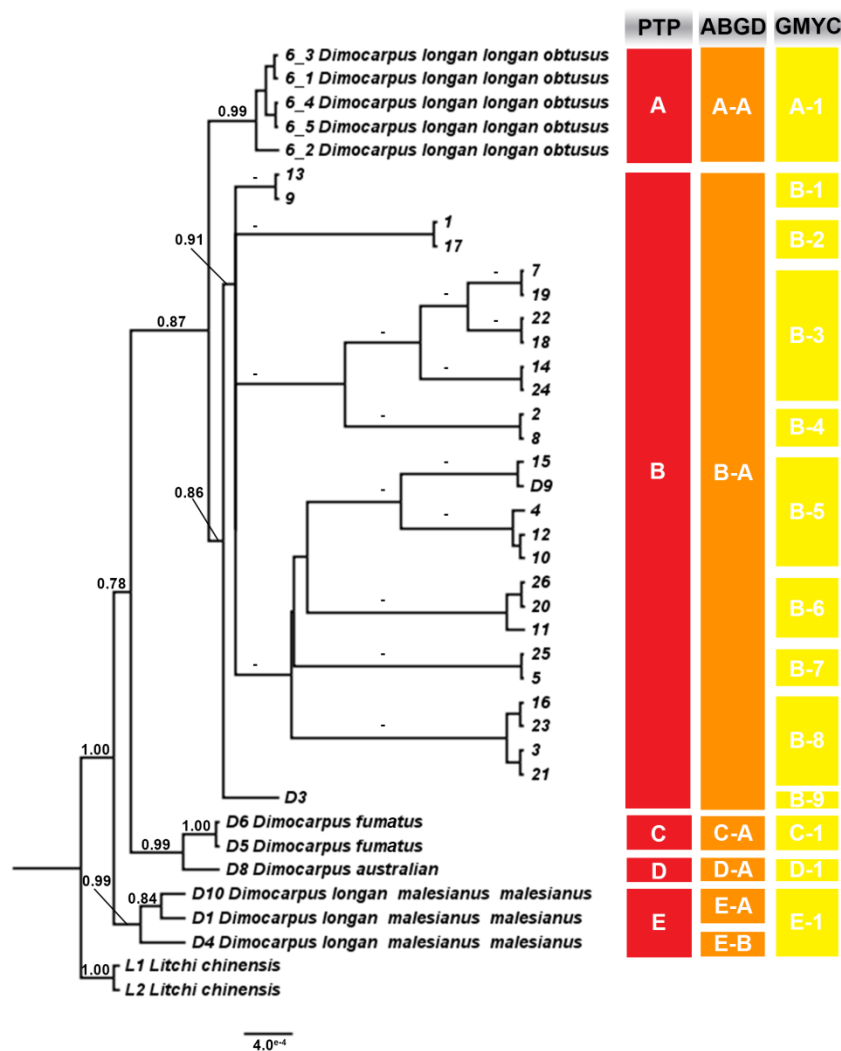 PTP ABGD GMYC
6_3 Dimocarpus longan longan obtusus
6_1 Dimocarpus longan longan obtusus
0.99 6_4 Dimocarpus longan longan obtusus A A-A A-1
6_5 Dimocarpus longan longan obtusus
6_2 Dimocarpus longan longan obtusus
- 13
9 B-1
- 1
0.91 17 B-2
- 7
- 19
- 22
0.87 18 B-3
- - 14
24
- 2
8 B-4
- 15
0.86 - D9 B B-A
- 4 B-5
12
10
0.78 26
- 20 B-6
11
- - 25
5 B-7
16
- 23
1.00 3 B-8
21
D3 B-9
1.00 D6 Dimocarpus fumatus
D5 Dimocarpus fumatus C C-A C-1
0.99 D8 Dimocarpus australian D D-A D-1
0.99 0.84 D10 Dimocarpus longan malesianus malesianus
E-A
D1 Dimocarpus longan malesianus malesianus E E-1
D4 Dimocarpus longan malesianus malesianus E-B
1.00 L1 Litchi chinensis
L2 Litchi chinensis
4.0e-4